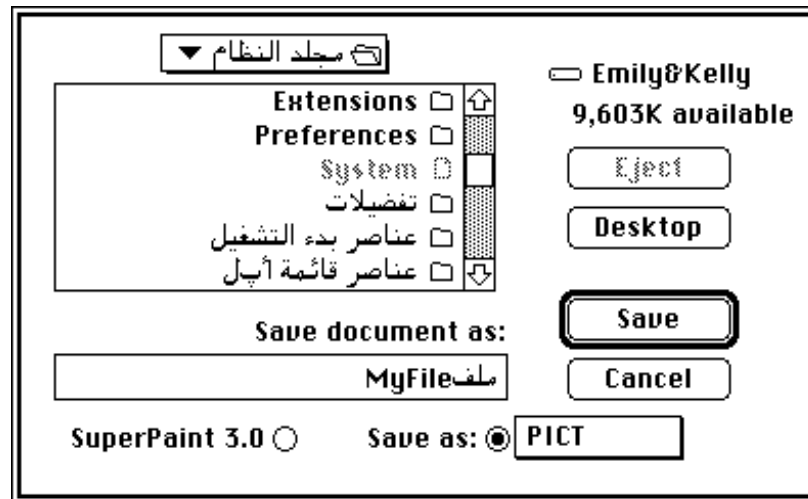 مجلد النظام
Emily&Kelly
9,603K available
Extensions
Preferences
System
تفضيلات
عناصر بدء التشغيل
عناصر قائمة أپل
Eject
Desktop
Save document as:
ملفMyFile
Save
Cancel
SuperPaint 3.0
Save as: PICT